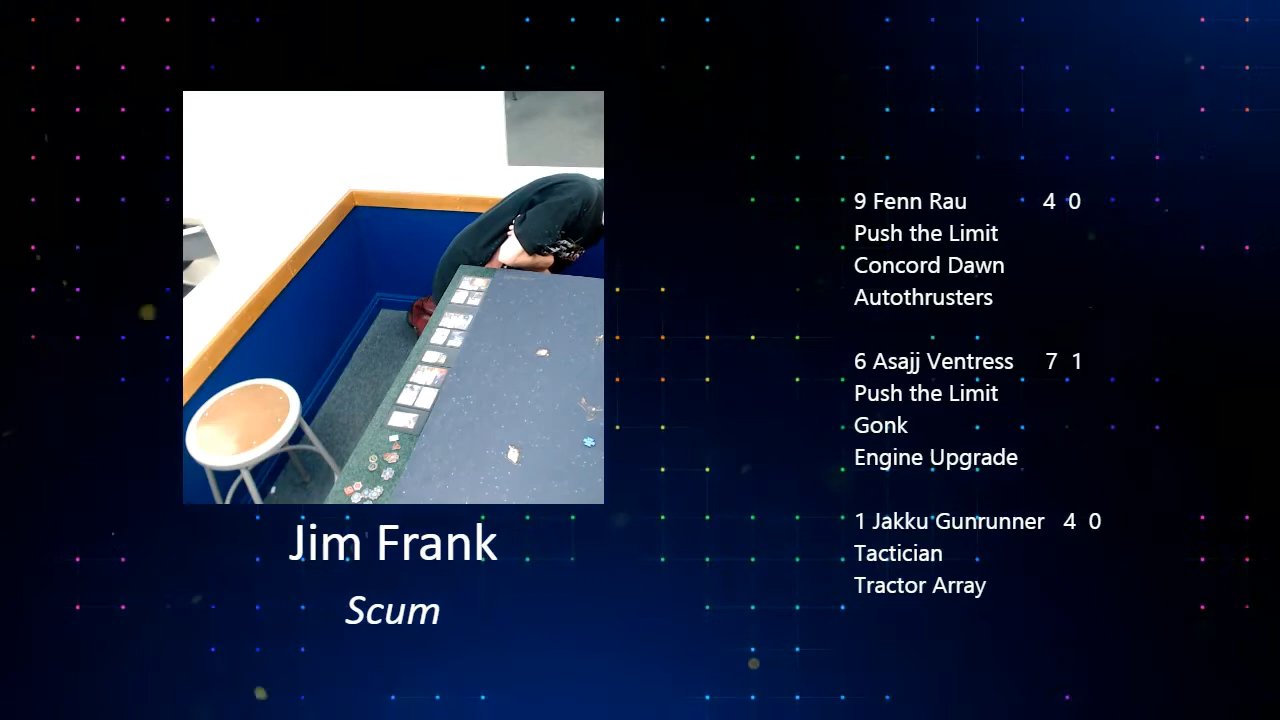 Jim Frank
Scum
9 Fenn Rau 4 0
Push the Limit
Concord Dawn
Autothrusters
6 Asajj Ventress 7 1
Push the Limit
Gonk
Engine Upgrade
1 Jakku Gunrunner 4 0
Tactician
Tractor Array